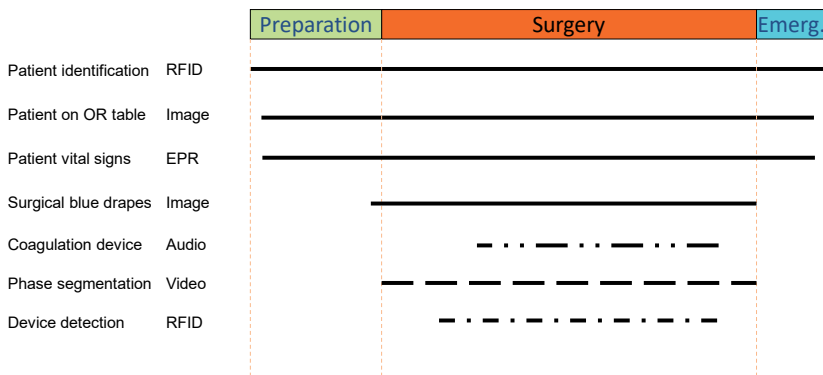 Preparation Surgery Emerg.
Patient identification RFID
Patient on OR table Image
Patient vital signs EPR
Surgical blue drapes Image
Coagulation device Audio
Phase segmentation Video
Device detection RFID